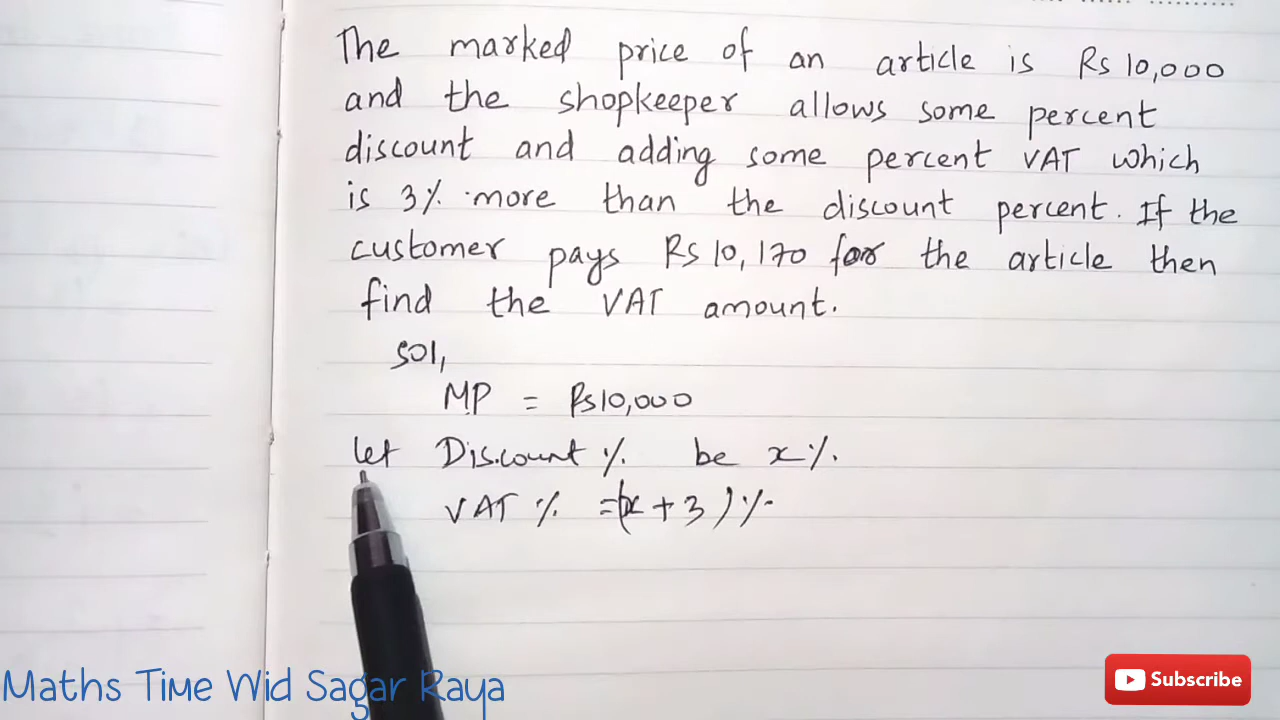 The marked price of an article is Rs 10,000
and the shopkeeper allows some percent
discount and adding some percent VAT which
is 3% more than the discount percent. If the
customer pays Rs 10,170 for the article then
find the VAT amount.
sol,
MP = Rs10,000
let Discount % be x%.
VAT % =(x+3)%
Maths Time Wid Sagar Raya
Subscribe